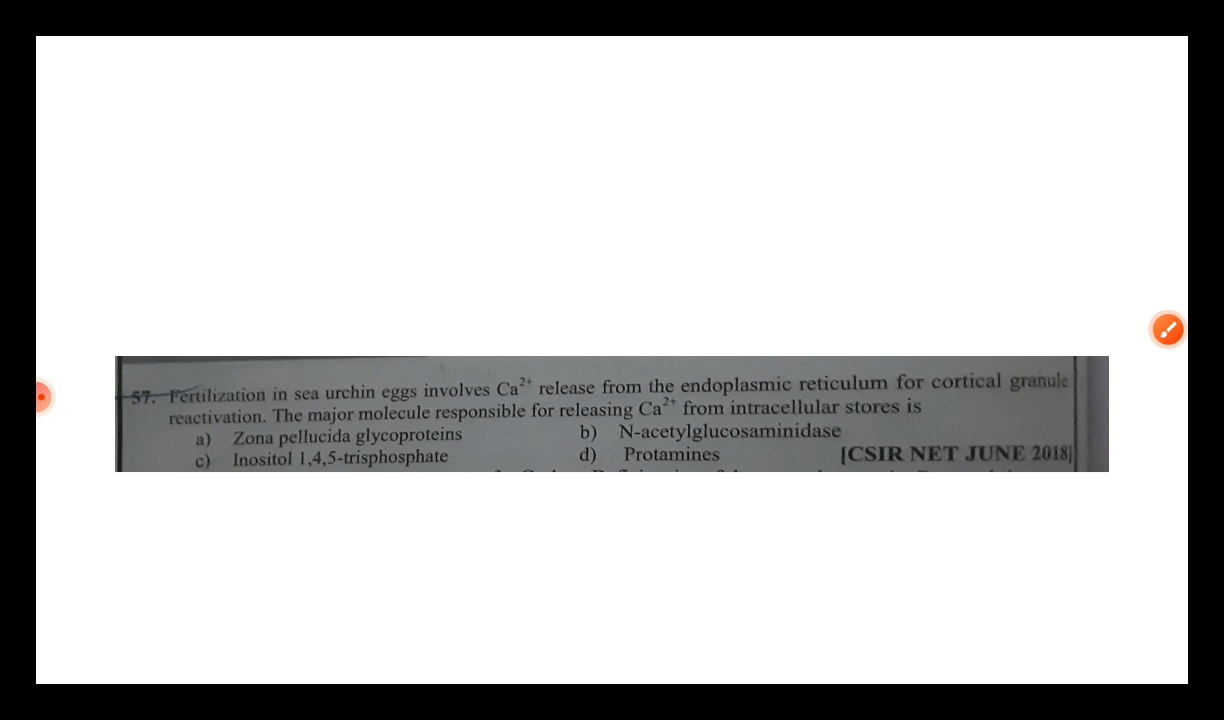 57. Fertilization in sea urchin eggs involves Ca2+ release from the endoplasmic reticulum for cortical granule
reactivation. The major molecule responsible for releasing Ca2+ from intracellular stores is
a) Zona pellucida glycoproteins b) N-acetylglucosaminidase
c) Inositol 1,4,5-trisphosphate d) Protamines [CSIR NET JUNE 2018]